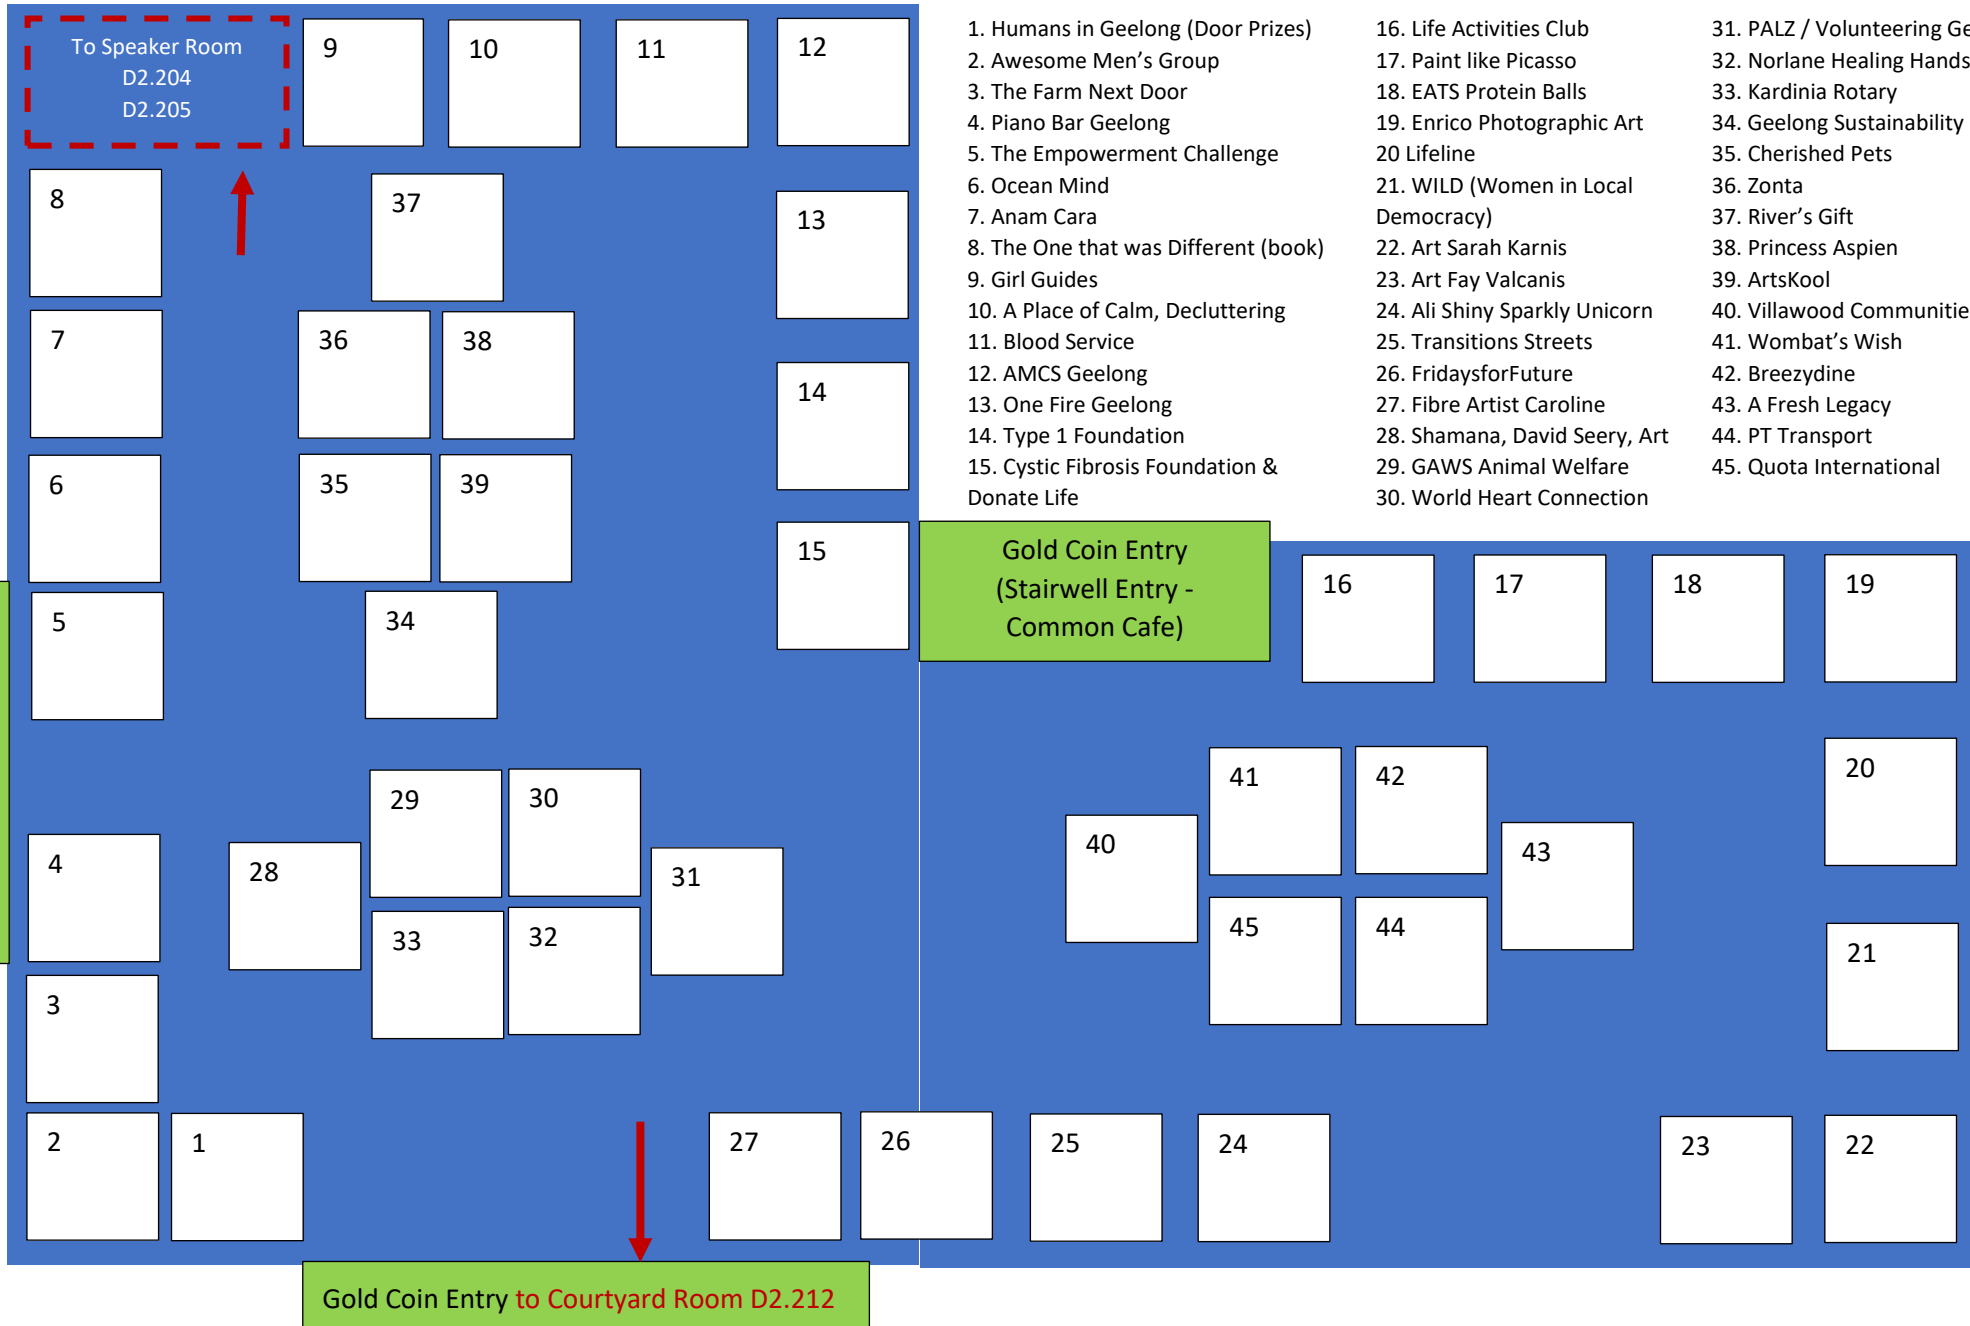 To Speaker Room
D2.204
D2.205
9
10
11
12
8
37
13
7
36
38
14
6
35
39
15
5
34
4
28
29
30
31
33
32
3
2
1
27
26
25
24
23
22
1. Humans in Geelong (Door Prizes)
2. Awesome Men's Group
3. The Farm Next Door
4. Piano Bar Geelong
5. The Empowerment Challenge
6. Ocean Mind
7. Anam Cara
8. The One that was Different (book)
9. Girl Guides
10. A Place of Calm, Decluttering
11. Blood Service
12. AMCS Geelong
13. One Fire Geelong
14. Type 1 Foundation
15. Cystic Fibrosis Foundation &
Donate Life
16. Life Activities Club
17. Paint like Picasso
18. EATS Protein Balls
19. Enrico Photographic Art
20 Lifeline
21. WILD (Women in Local
Democracy)
22. Art Sarah Karnis
23. Art Fay Valcanis
24. Ali Shiny Sparkly Unicorn
25. Transitions Streets
26. FridaysforFuture
27. Fibre Artist Caroline
28. Shamana, David Seery, Art
29. GAWS Animal Welfare
30. World Heart Connection
31. PALZ / Volunteering Ge
32. Norlane Healing Hands
33. Kardinia Rotary
34. Geelong Sustainability
35. Cherished Pets
36. Zonta
37. River's Gift
38. Princess Aspien
39. ArtsKool
40. Villawood Communitie
41. Wombat's Wish
42. Breezydine
43. A Fresh Legacy
44. PT Transport
45. Quota International
Gold Coin Entry
(Stairwell Entry -
Common Cafe)
16
17
18
19
20
41
42
40
43
45
44
21
Gold Coin Entry to Courtyard Room D2.212